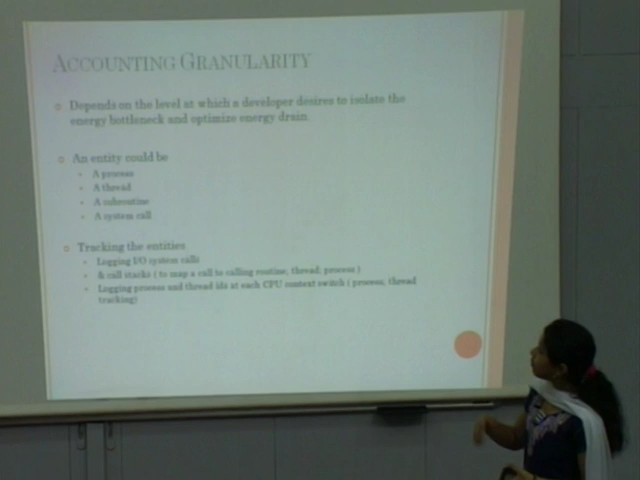 ACCOUNTING GRANULARITY
Depends on the level at which a developer desires to isolate the
energy bottleneck and optimize energy drain.
An entity could be
A process
A thread
A subroutine
A system call
Tracking the entities
Logging I/O system calls
& call stacks ( to map a call to calling routine, thread, process )
Logging process and thread ids at each CPU context switch ( process, thread
tracking)